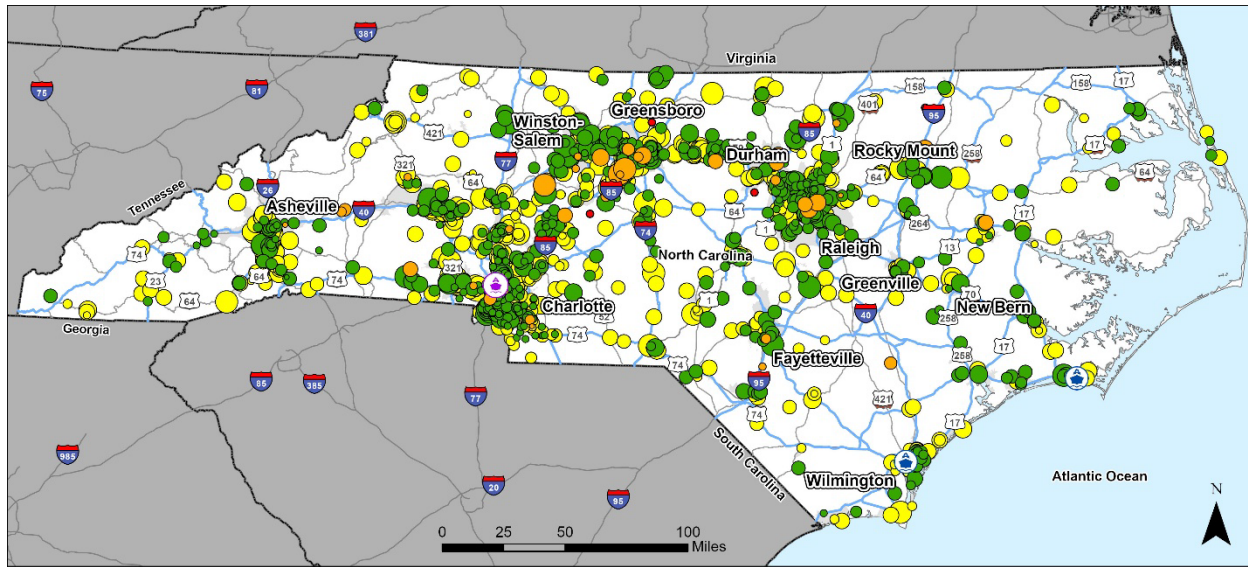 381
Virginia
75
81
17
158
158
401
95
Greensboro
421
Winston-
Salem
85
1
17
258
Rocky Mount
Durham
77
321
64
64
64
85
26
Tennessee
Asheville
40
64
17
264
74
1
Raleigh
13
74
85
North Carolina
321
64
74
23
64
Greenville
70
1
Charlotte
New Bern
258
40
Georgia
52
74
17
74
Fayetteville
258
95
85
385
77
421
74
17
South Carolina
985
Wilmington
Atlantic Ocean
20
95
N
0 25 50 100
Miles